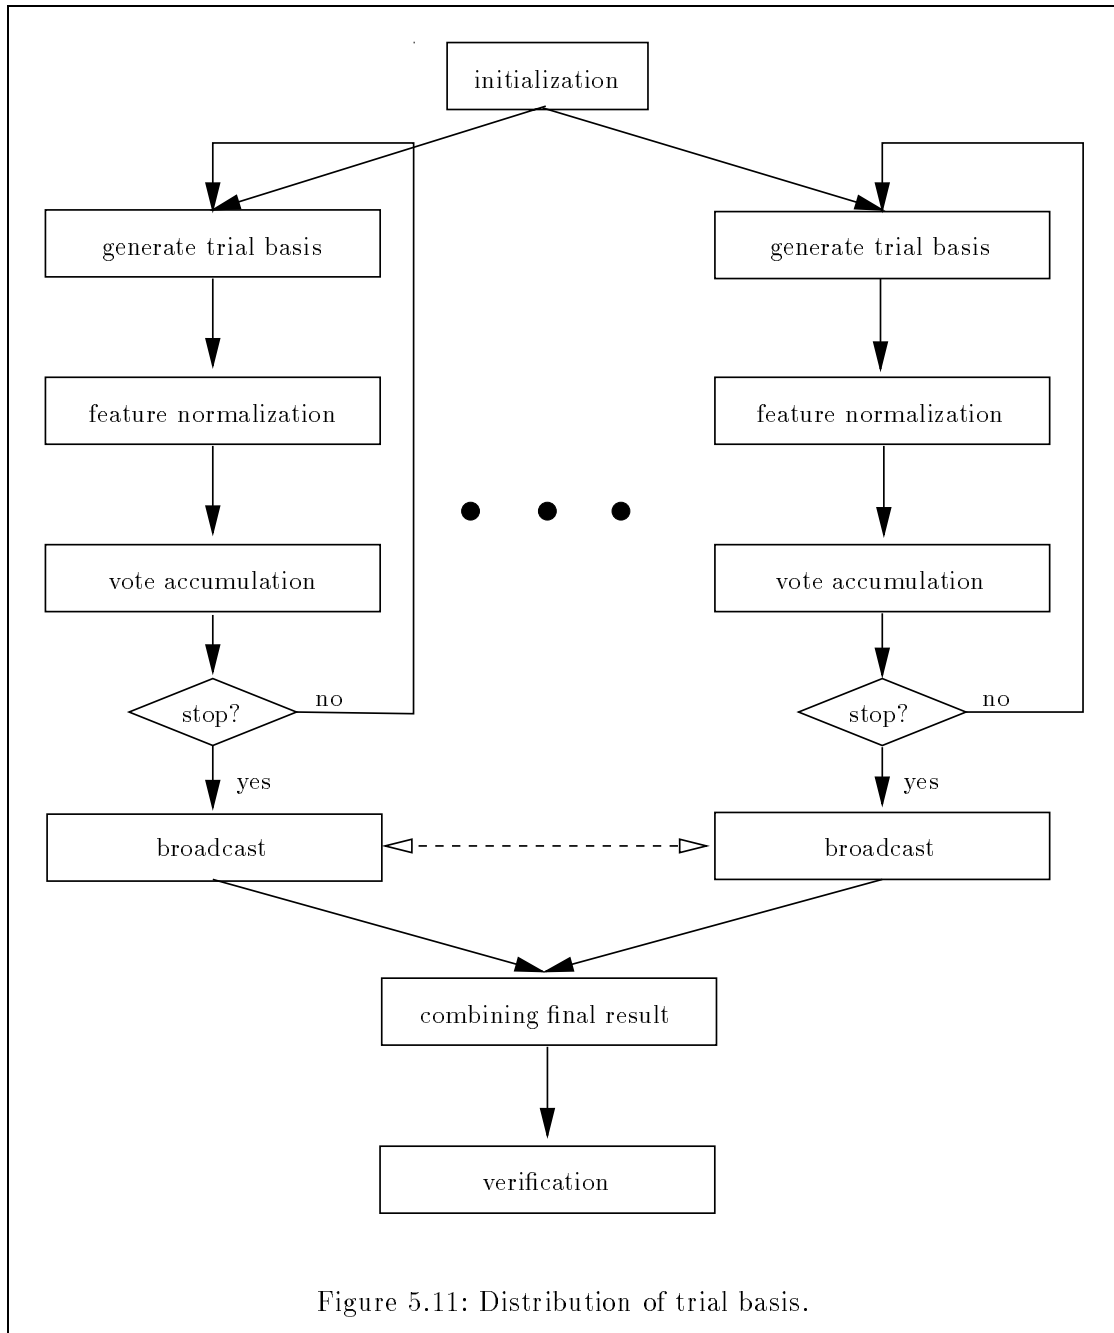 initialization
generate trial basis
generate trial basis
feature normalization
feature normalization
vote accumulation
vote accumulation
stop?
no
stop?
no
yes
yes
broadcast
broadcast
combining final result
verification
Figure 5.11: Distribution of trial basis.